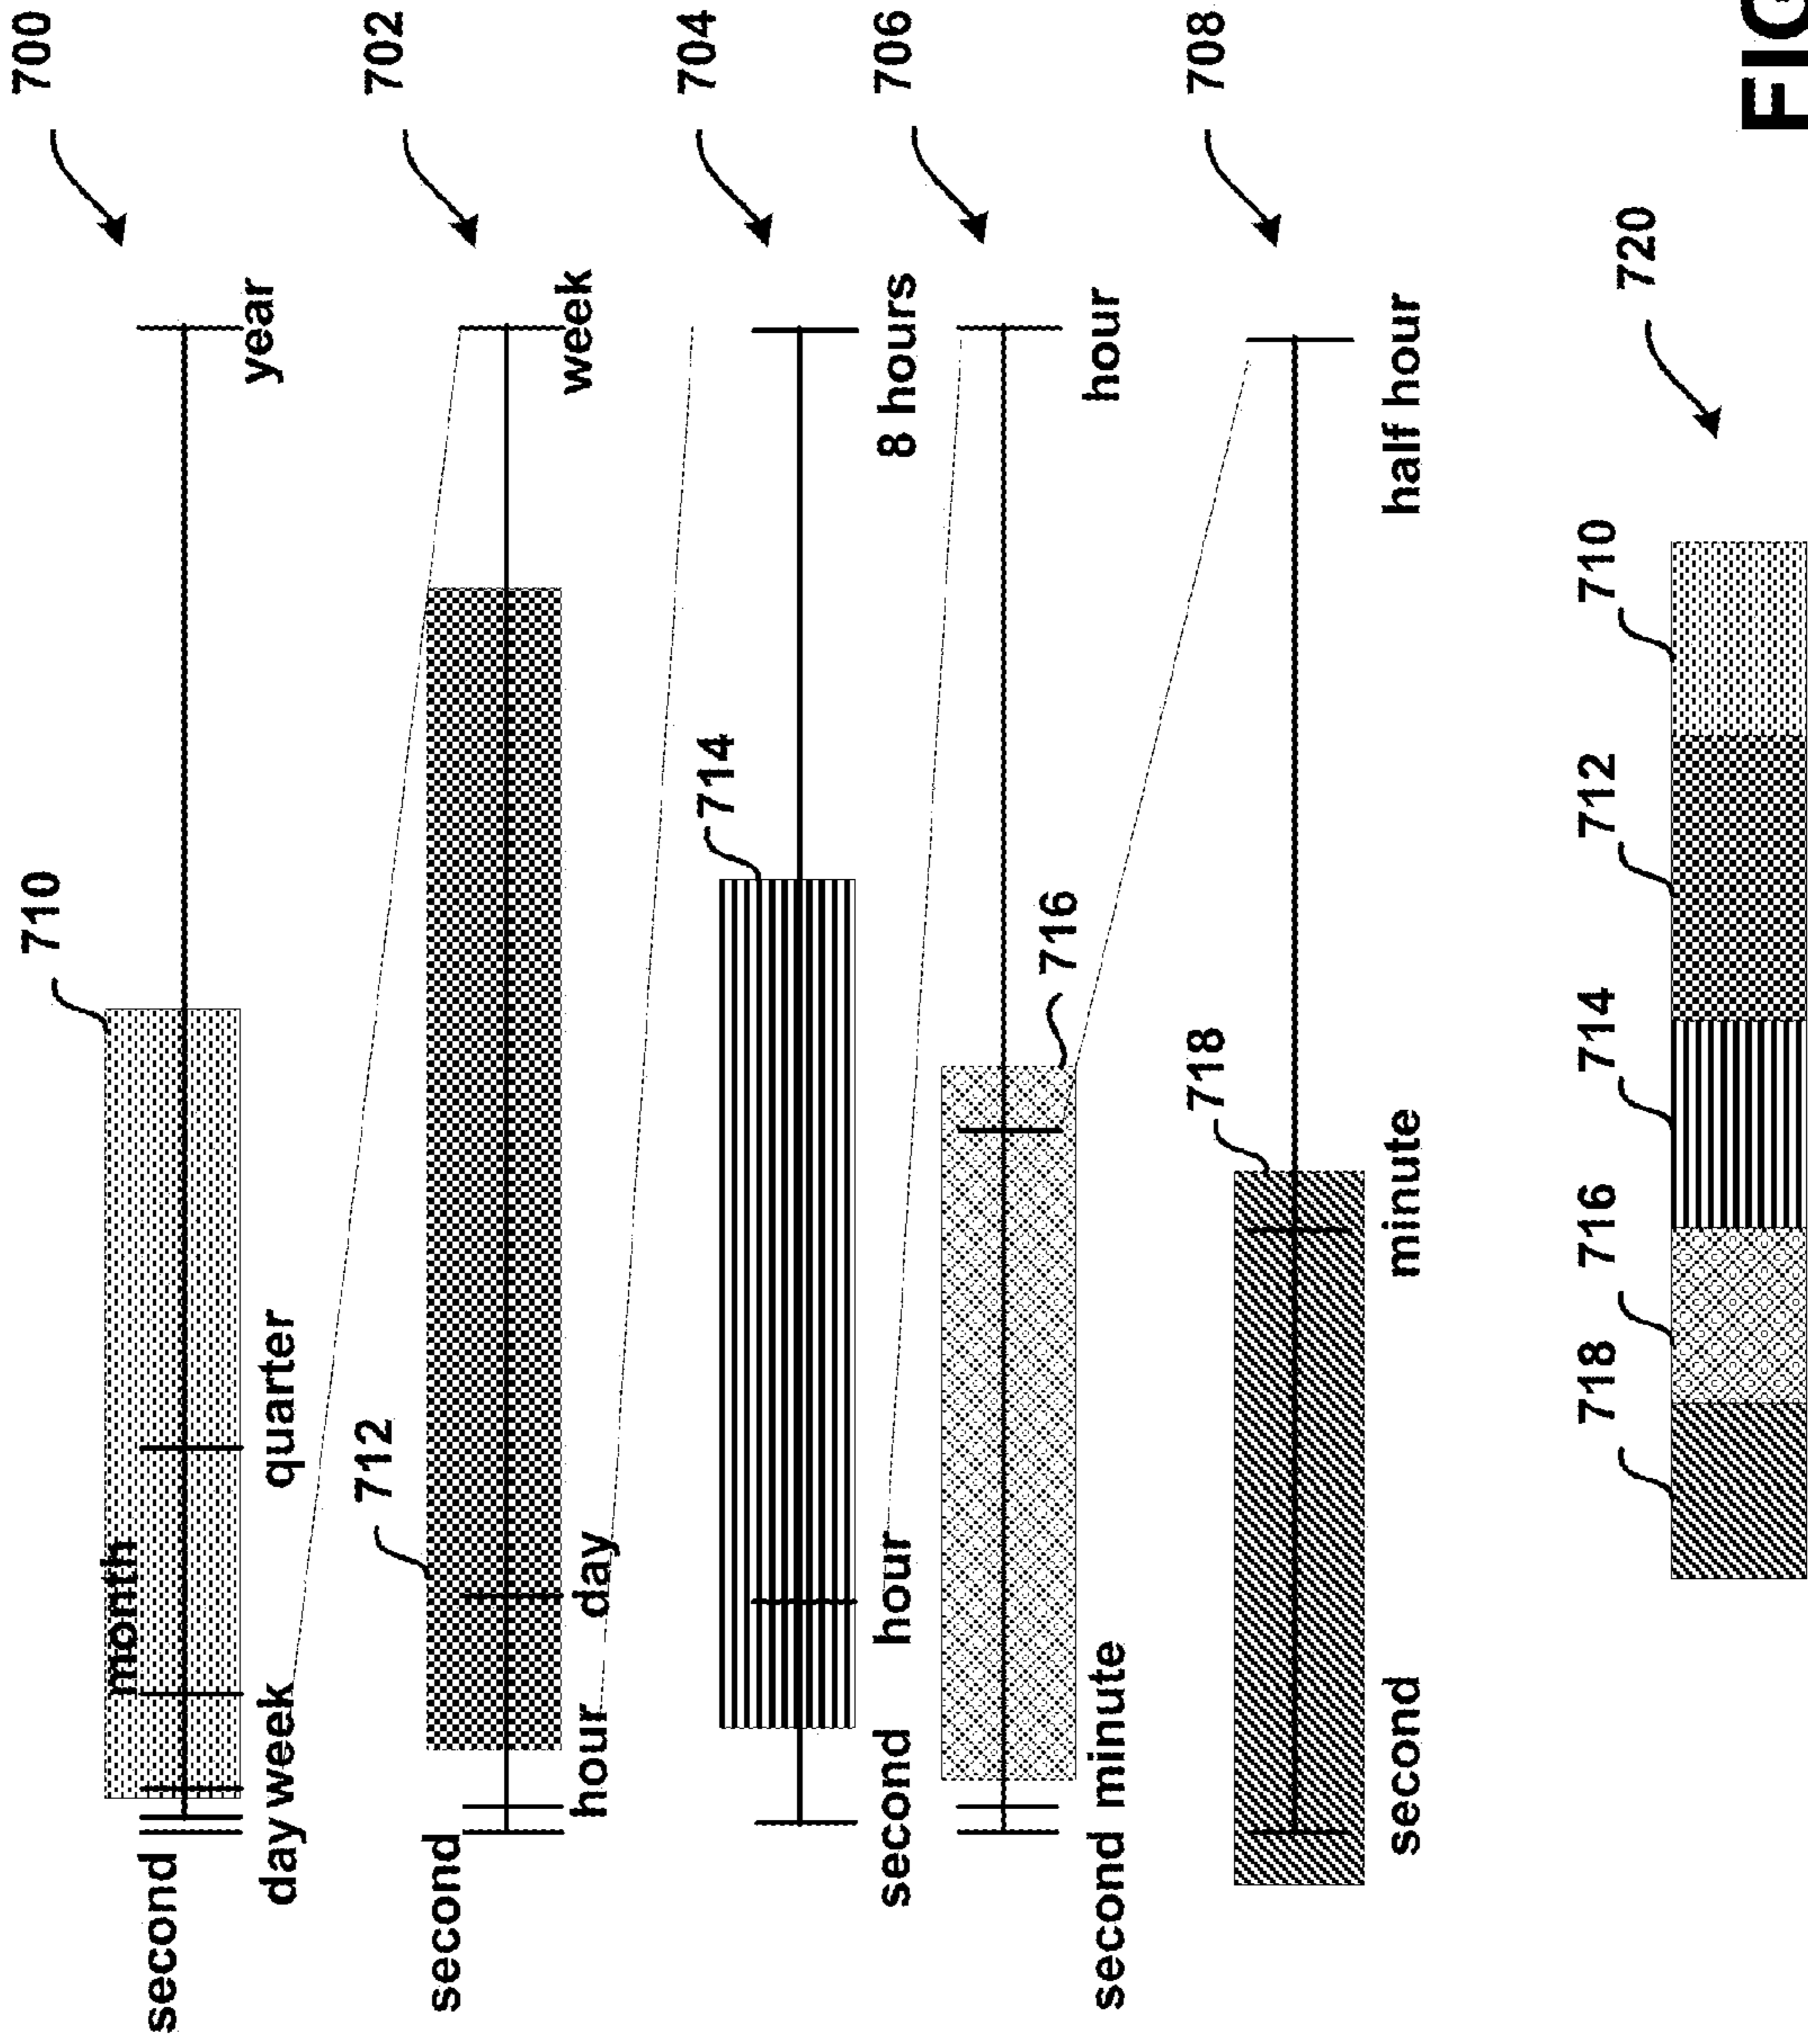 700
710
second
month
year
day week
quarter
702
712
second
week
hour
day
704
714
second
hour
8 hours
706
716
second minute
hour
708
718
second
minute
half hour
720
718
716
714
712
710
FIG